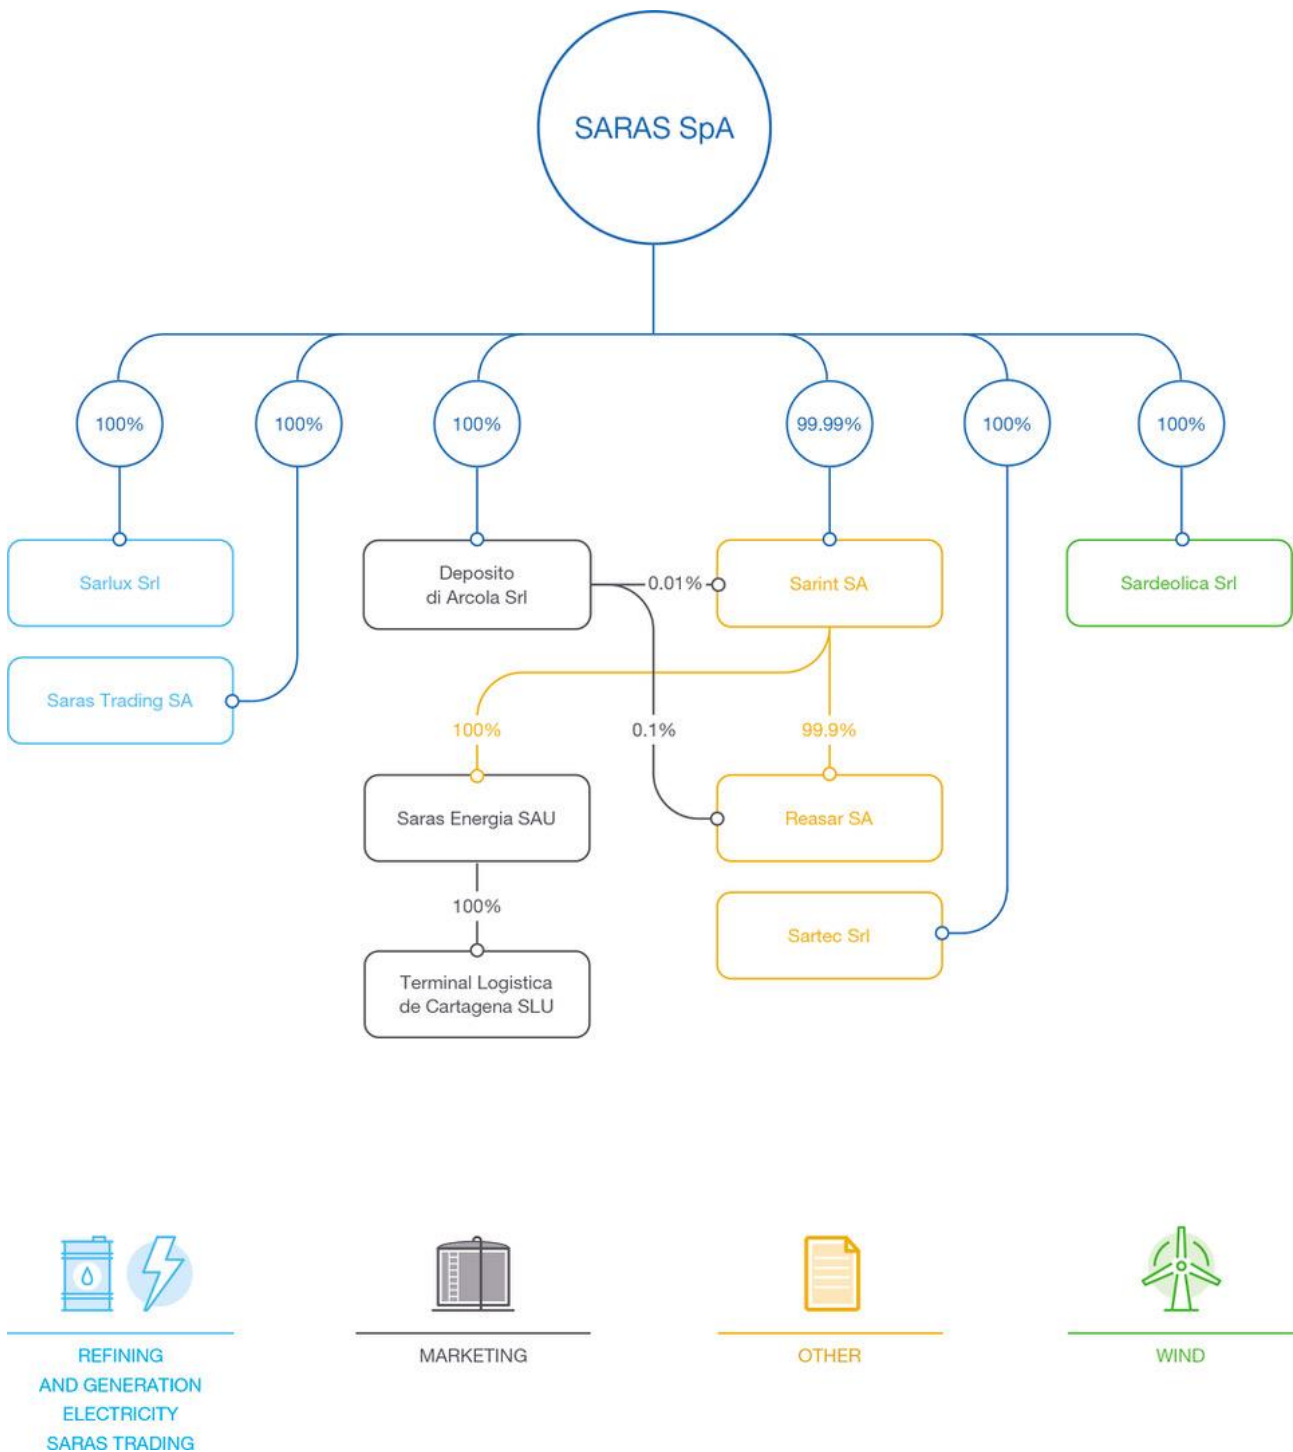 SARAS SpA
100%
100%
100%
99.99%
100%
100%
Sarlux Srl
Deposito
di Arcola Srl
0.01%
Sarint SA
Sardeolica Srl
Saras Trading SA
100%
0.1%
99.9%
Saras Energia SAU
Reasar SA
100%
Sartec Srl
Terminal Logistica
de Cartagena SLU
REFINING
AND GENERATION
ELECTRICITY
SARAS TRADING
MARKETING
OTHER
WIND